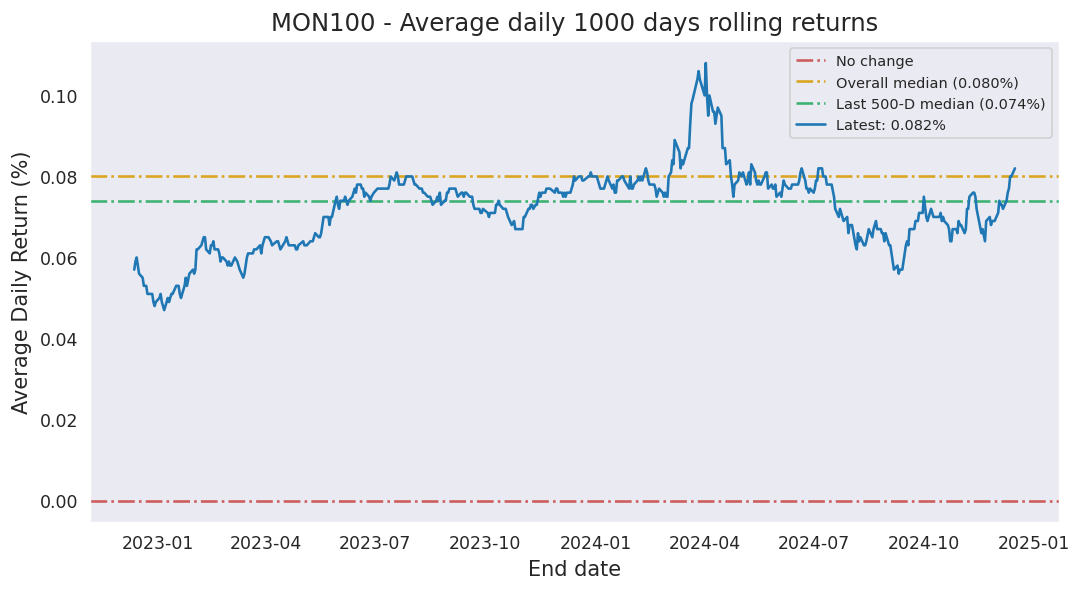 MON100 - Average daily 1000 days rolling returns
No change
Overall median (0.080%)
Last 500-D median (0.074%)
Latest: 0.082%
Average Daily Return (%)
0.10
0.08
0.06
0.04
0.02
0.00
2023-01 2023-04 2023-07 2023-10 2024-01 2024-04 2024-07 2024-10 2025-01
End date